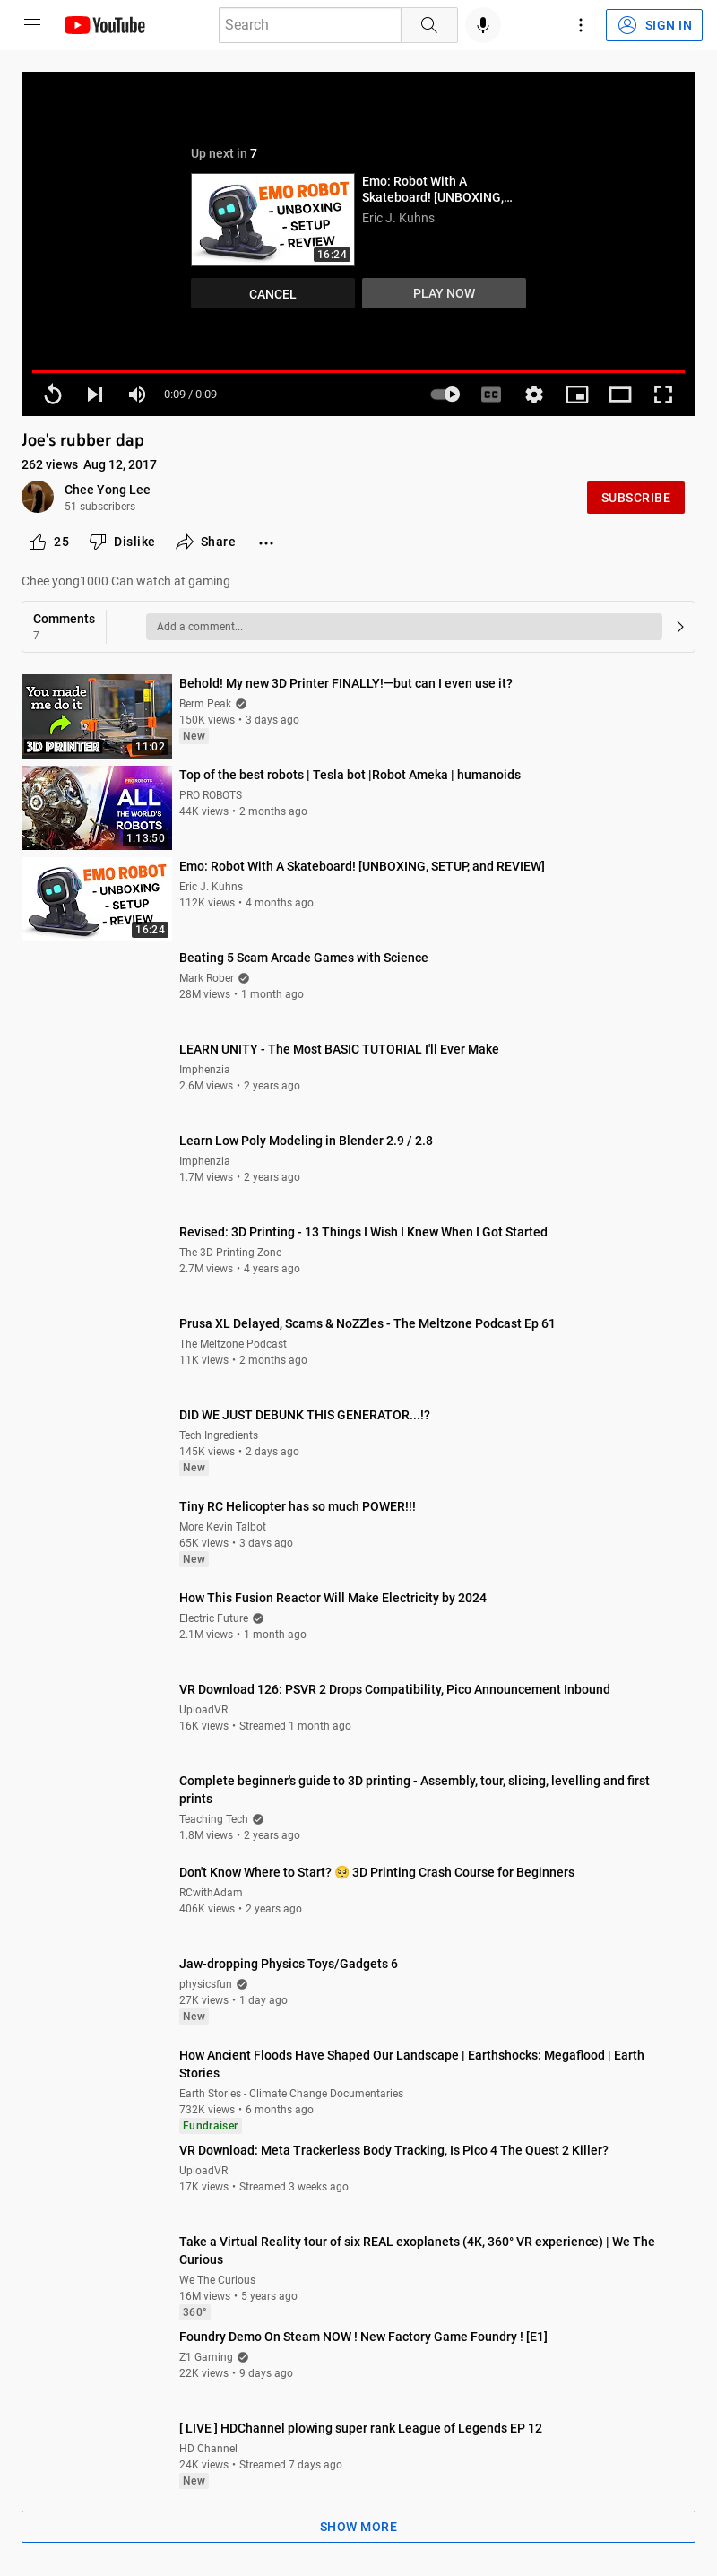 YouTube
Search
SIGN IN
Up next in 7
EMO ROBOT
- UNBOXING
- SETUP
- REVIEW
16:24
Emo: Robot With A
Skateboard! [UNBOXING,...
Eric J. Kuhns
CANCEL
PLAY NOW
0:09 / 0:09
CC
Joe's rubber dap
262 views Aug 12, 2017
Chee Yong Lee
51 subscribers
SUBSCRIBE
25
Dislike
Share
Chee yong1000 Can watch at gaming
Comments
7
Add a comment...
You made
me do it
3D PRINTER
11:02
Behold! My new 3D Printer FINALLY!—but can I even use it?
Berm Peak
150K views • 3 days ago
New
PROROBOTS
ALL
THE WORLD'S
ROBOTS
1:13:50
Top of the best robots | Tesla bot |Robot Ameka | humanoids
PRO ROBOTS
44K views • 2 months ago
EMO ROBOT
- UNBOXING
- SETUP
- REVIEW
16:24
Emo: Robot With A Skateboard! [UNBOXING, SETUP, and REVIEW]
Eric J. Kuhns
112K views • 4 months ago
Beating 5 Scam Arcade Games with Science
Mark Rober
28M views • 1 month ago
LEARN UNITY - The Most BASIC TUTORIAL I'll Ever Make
Imphenzia
2.6M views • 2 years ago
Learn Low Poly Modeling in Blender 2.9 / 2.8
Imphenzia
1.7M views • 2 years ago
Revised: 3D Printing - 13 Things I Wish I Knew When I Got Started
The 3D Printing Zone
2.7M views • 4 years ago
Prusa XL Delayed, Scams & NoZZles - The Meltzone Podcast Ep 61
The Meltzone Podcast
11K views • 2 months ago
DID WE JUST DEBUNK THIS GENERATOR...!?
Tech Ingredients
145K views • 2 days ago
New
Tiny RC Helicopter has so much POWER!!!
More Kevin Talbot
65K views • 3 days ago
New
How This Fusion Reactor Will Make Electricity by 2024
Electric Future
2.1M views • 1 month ago
VR Download 126: PSVR 2 Drops Compatibility, Pico Announcement Inbound
UploadVR
16K views • Streamed 1 month ago
Complete beginner's guide to 3D printing - Assembly, tour, slicing, levelling and first
prints
Teaching Tech
1.8M views • 2 years ago
Don't Know Where to Start? 🥺 3D Printing Crash Course for Beginners
RCwithAdam
406K views • 2 years ago
Jaw-dropping Physics Toys/Gadgets 6
physicsfun
27K views • 1 day ago
New
How Ancient Floods Have Shaped Our Landscape | Earthshocks: Megaflood | Earth
Stories
Earth Stories - Climate Change Documentaries
732K views • 6 months ago
Fundraiser
VR Download: Meta Trackerless Body Tracking, Is Pico 4 The Quest 2 Killer?
UploadVR
17K views • Streamed 3 weeks ago
Take a Virtual Reality tour of six REAL exoplanets (4K, 360° VR experience) | We The
Curious
We The Curious
16M views • 5 years ago
360°
Foundry Demo On Steam NOW ! New Factory Game Foundry ! [E1]
Z1 Gaming
22K views • 9 days ago
[ LIVE ] HDChannel plowing super rank League of Legends EP 12
HD Channel
24K views • Streamed 7 days ago
New
SHOW MORE